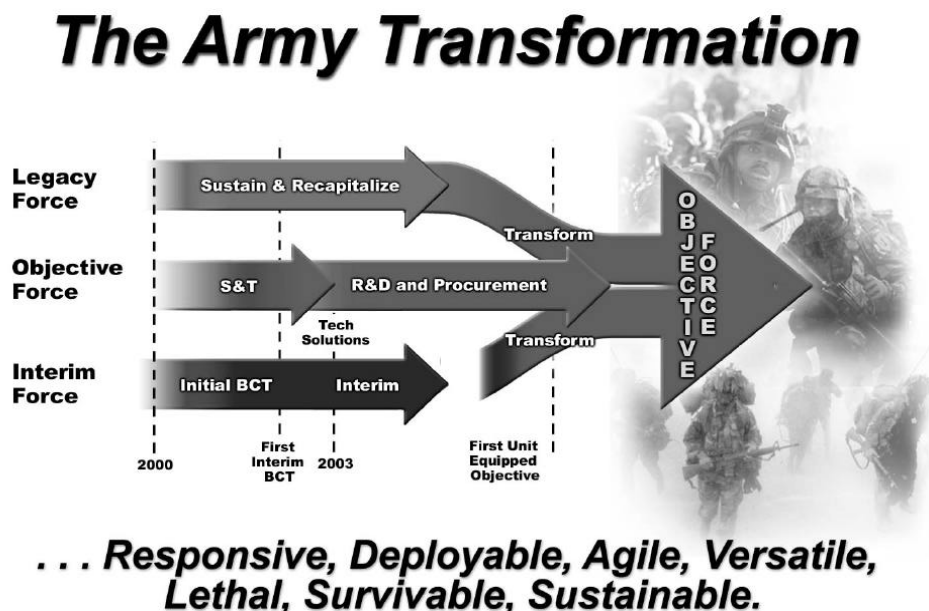 The Army Transformation
Legacy
Force
Sustain & Recapitalize
Transform
Objective
Force
S&T
R&D and Procurement
OBJECTIVE
FORCE
Tech
Solutions
Transform
Interim
Force
Initial BCT
Interim
2000
First
Interim
BCT
2003
First Unit
Equipped
Objective
. . . Responsive, Deployable, Agile, Versatile,
Lethal, Survivable, Sustainable.